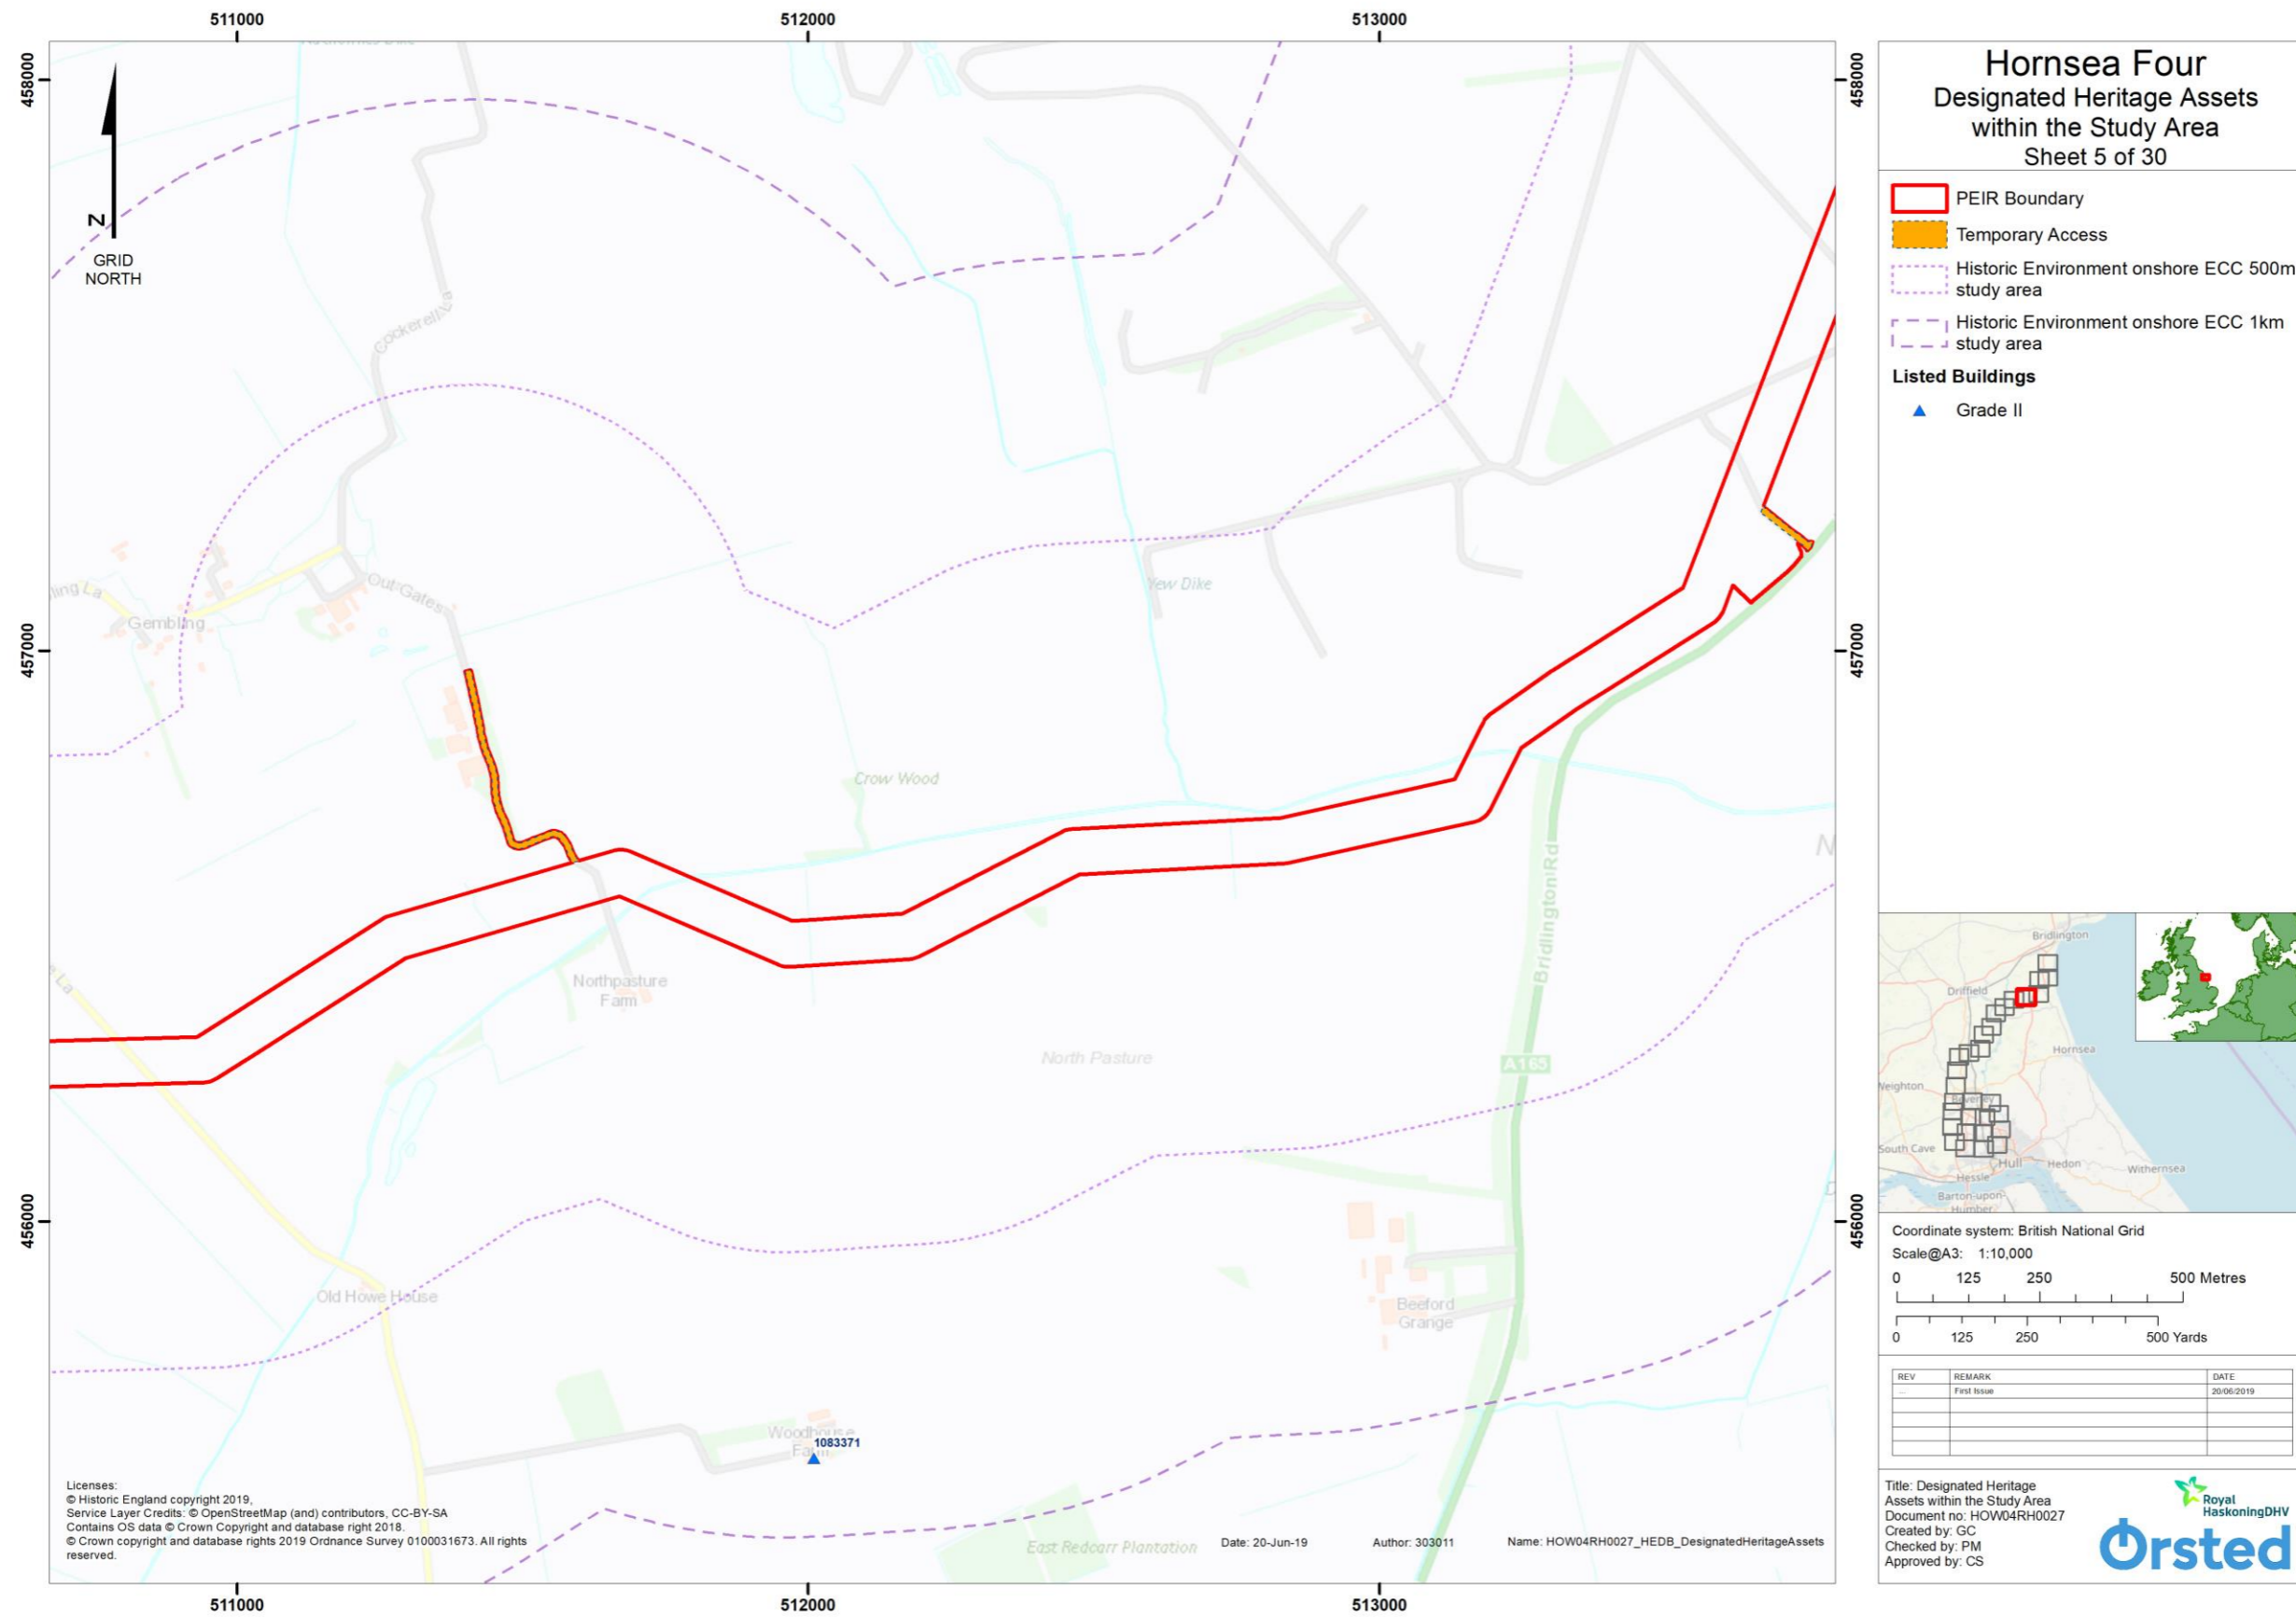 511000
512000
513000
458000
458000
457000
457000
456000
456000
511000
512000
513000
Z
GRID
NORTH
Cockerell La
Out Gates
Gembling
Yew Dike
Crow Wood
Northpasture
Farm
North Pasture
Bridlington Rd
A165
Old Howe House
Beeford
Grange
Woodhouse
Farm
1083371
East Redcarr Plantation
Licenses:
© Historic England copyright 2019,
Service Layer Credits: © OpenStreetMap (and) contributors, CC-BY-SA
Contains OS data © Crown Copyright and database right 2018.
© Crown copyright and database rights 2019 Ordnance Survey 0100031673. All rights
reserved.
Date: 20-Jun-19
Author: 303011
Name: HOW04RH0027_HEDB_DesignatedHeritageAssets
Hornsea Four
Designated Heritage Assets
within the Study Area
Sheet 5 of 30
PEIR Boundary
Temporary Access
Historic Environment onshore ECC 500m
study area
Historic Environment onshore ECC 1km
study area
Listed Buildings
Grade II
Bridlington
Driffield
Hornsea
Weighton
Beverley
South Cave
Hull
Hedon
Withernsea
Hessle
Barton-upon-
Humber
Coordinate system: British National Grid
Scale@A3: 1:10,000
0 125 250 500 Metres
0 125 250 500 Yards
REV REMARK DATE
... First Issue 20/06/2019
Title: Designated Heritage
Assets within the Study Area
Document no: HOW04RH0027
Created by: GC
Checked by: PM
Approved by: CS
Royal
HaskoningDHV
Ørsted